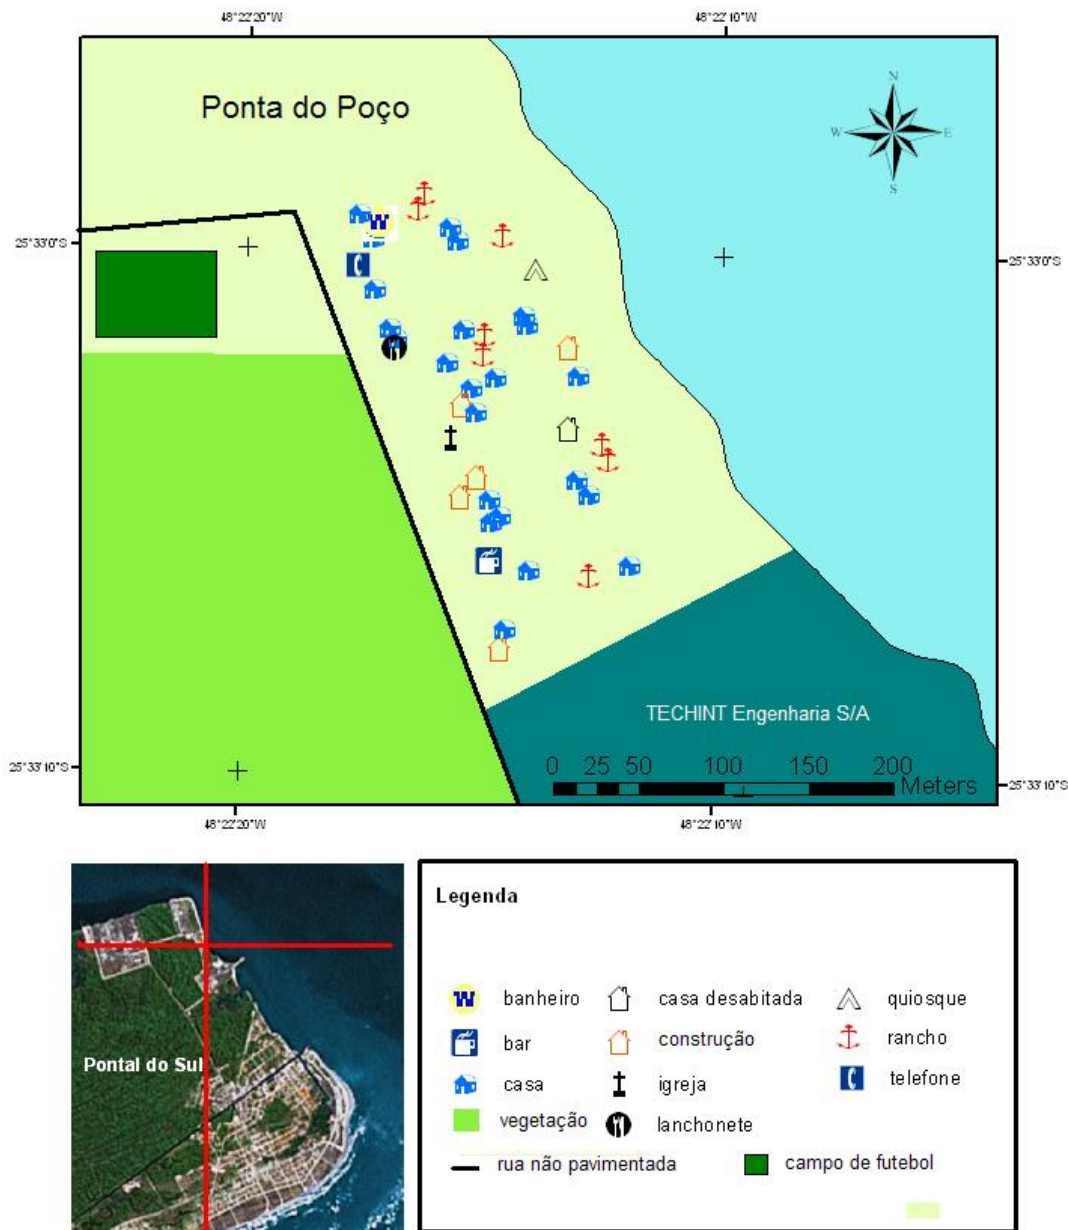 48°22'20"W 48°22'10"W
Ponta do Poço
N
W E
S
25°33'0"S 25°33'0"S
TECHINT Engenharia S/A
0 25 50 100 150 200
Meters
25°33'10"S 25°33'10"S
48°22'20"W 48°22'10"W
Pontal do Sul
Legenda
banheiro casa desabitada quiosque
bar construção rancho
casa igreja telefone
vegetação lanchonete
rua não pavimentada campo de futebol